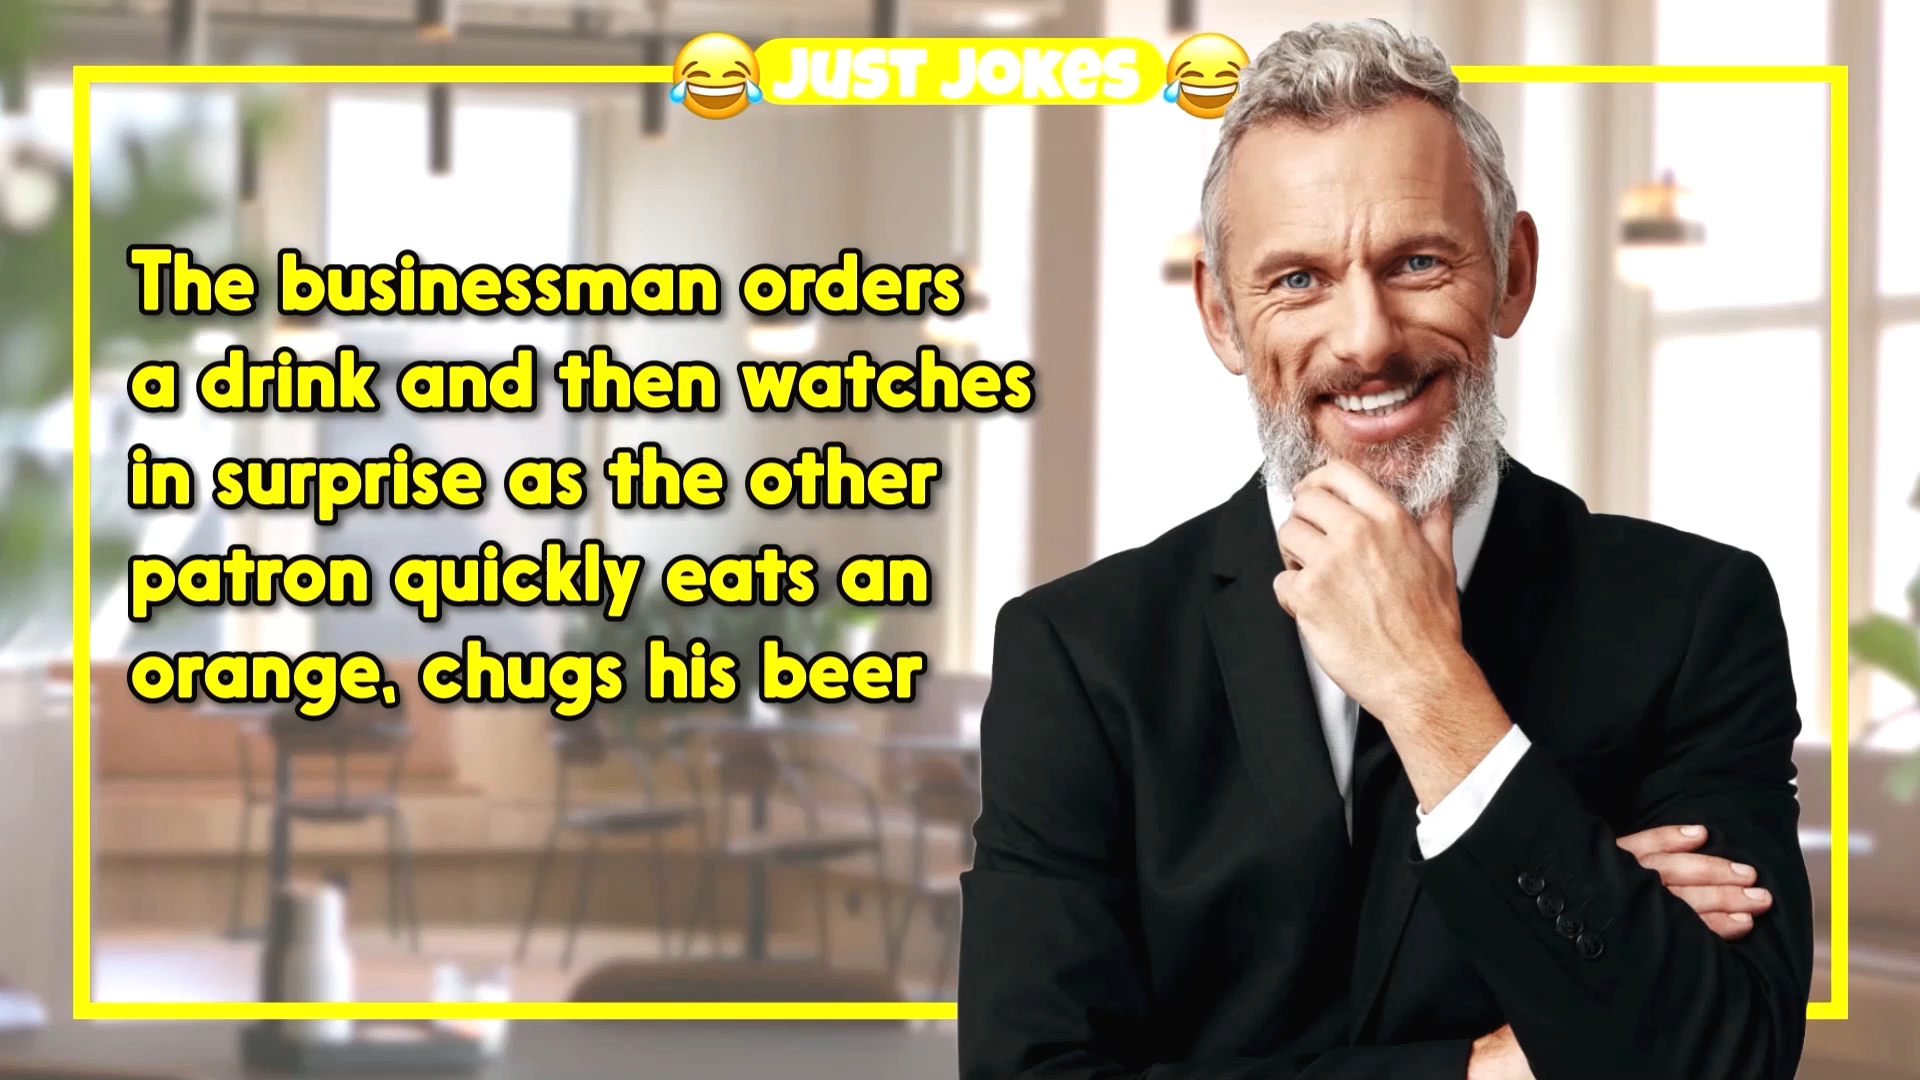 JUST JOKES
The businessman orders
a drink and then watches
in surprise as the other
patron quickly eats an
orange, chugs his beer